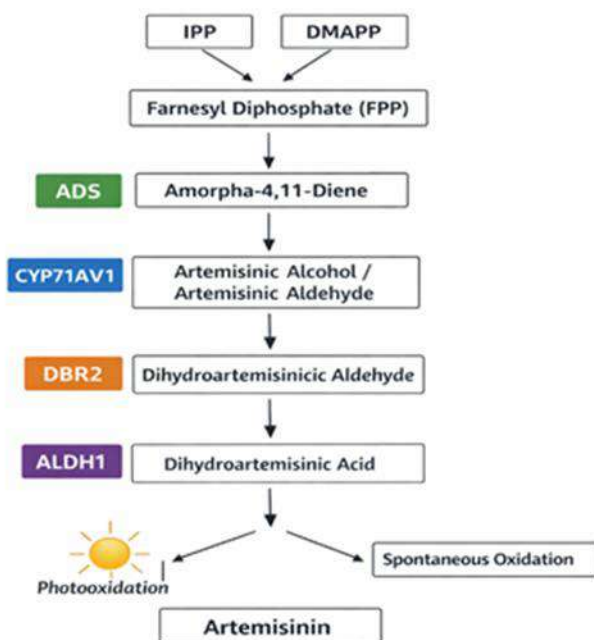 IPP
DMAPP
Farnesyl Diphosphate (FPP)
ADS
Amorpha-4,11-Diene
CYP71AV1
Artemisinic Alcohol /
Artemisinic Aldehyde
DBR2
Dihydroartemisinicic Aldehyde
ALDH1
Dihydroartemisinic Acid
Photooxidation
Spontaneous Oxidation
Artemisinin